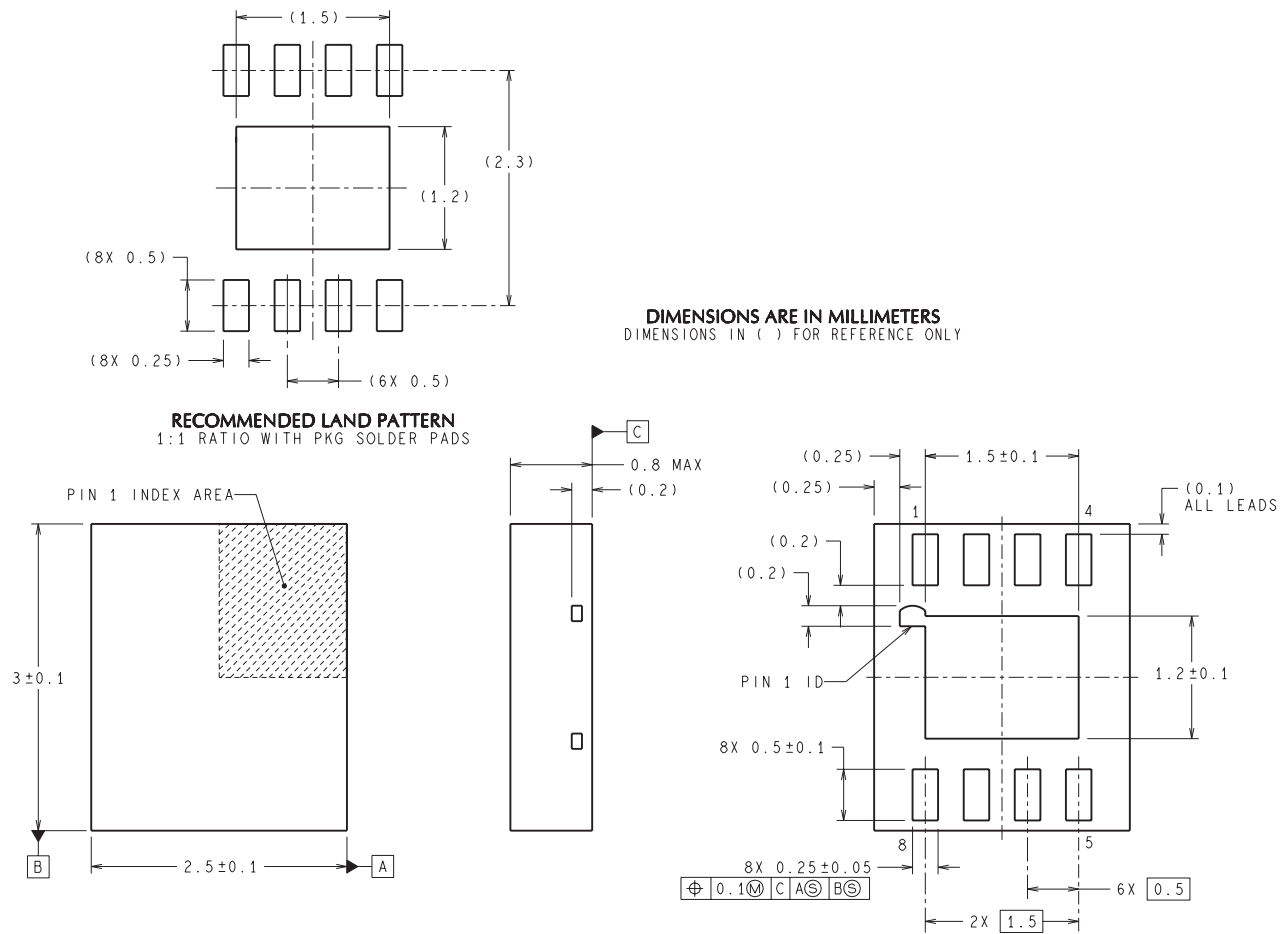 (1.5)
(2.3)
(1.2)
(8X 0.5)
(8X 0.25)
(6X 0.5)
DIMENSIONS ARE IN MILLIMETERS
DIMENSIONS IN ( ) FOR REFERENCE ONLY
RECOMMENDED LAND PATTERN
1:1 RATIO WITH PKG SOLDER PADS
PIN 1 INDEX AREA
3±0.1
B
2.5±0.1
A
C
0.8 MAX
(0.2)
(0.25)
1.5±0.1
(0.25)
(0.1)
ALL LEADS
1
4
(0.2)
(0.2)
PIN 1 ID
1.2±0.1
8X 0.5±0.1
8
5
8X 0.25±0.05
⌖ 0.1Ⓜ C AⓈ BⓈ
6X 0.5
2X 1.5